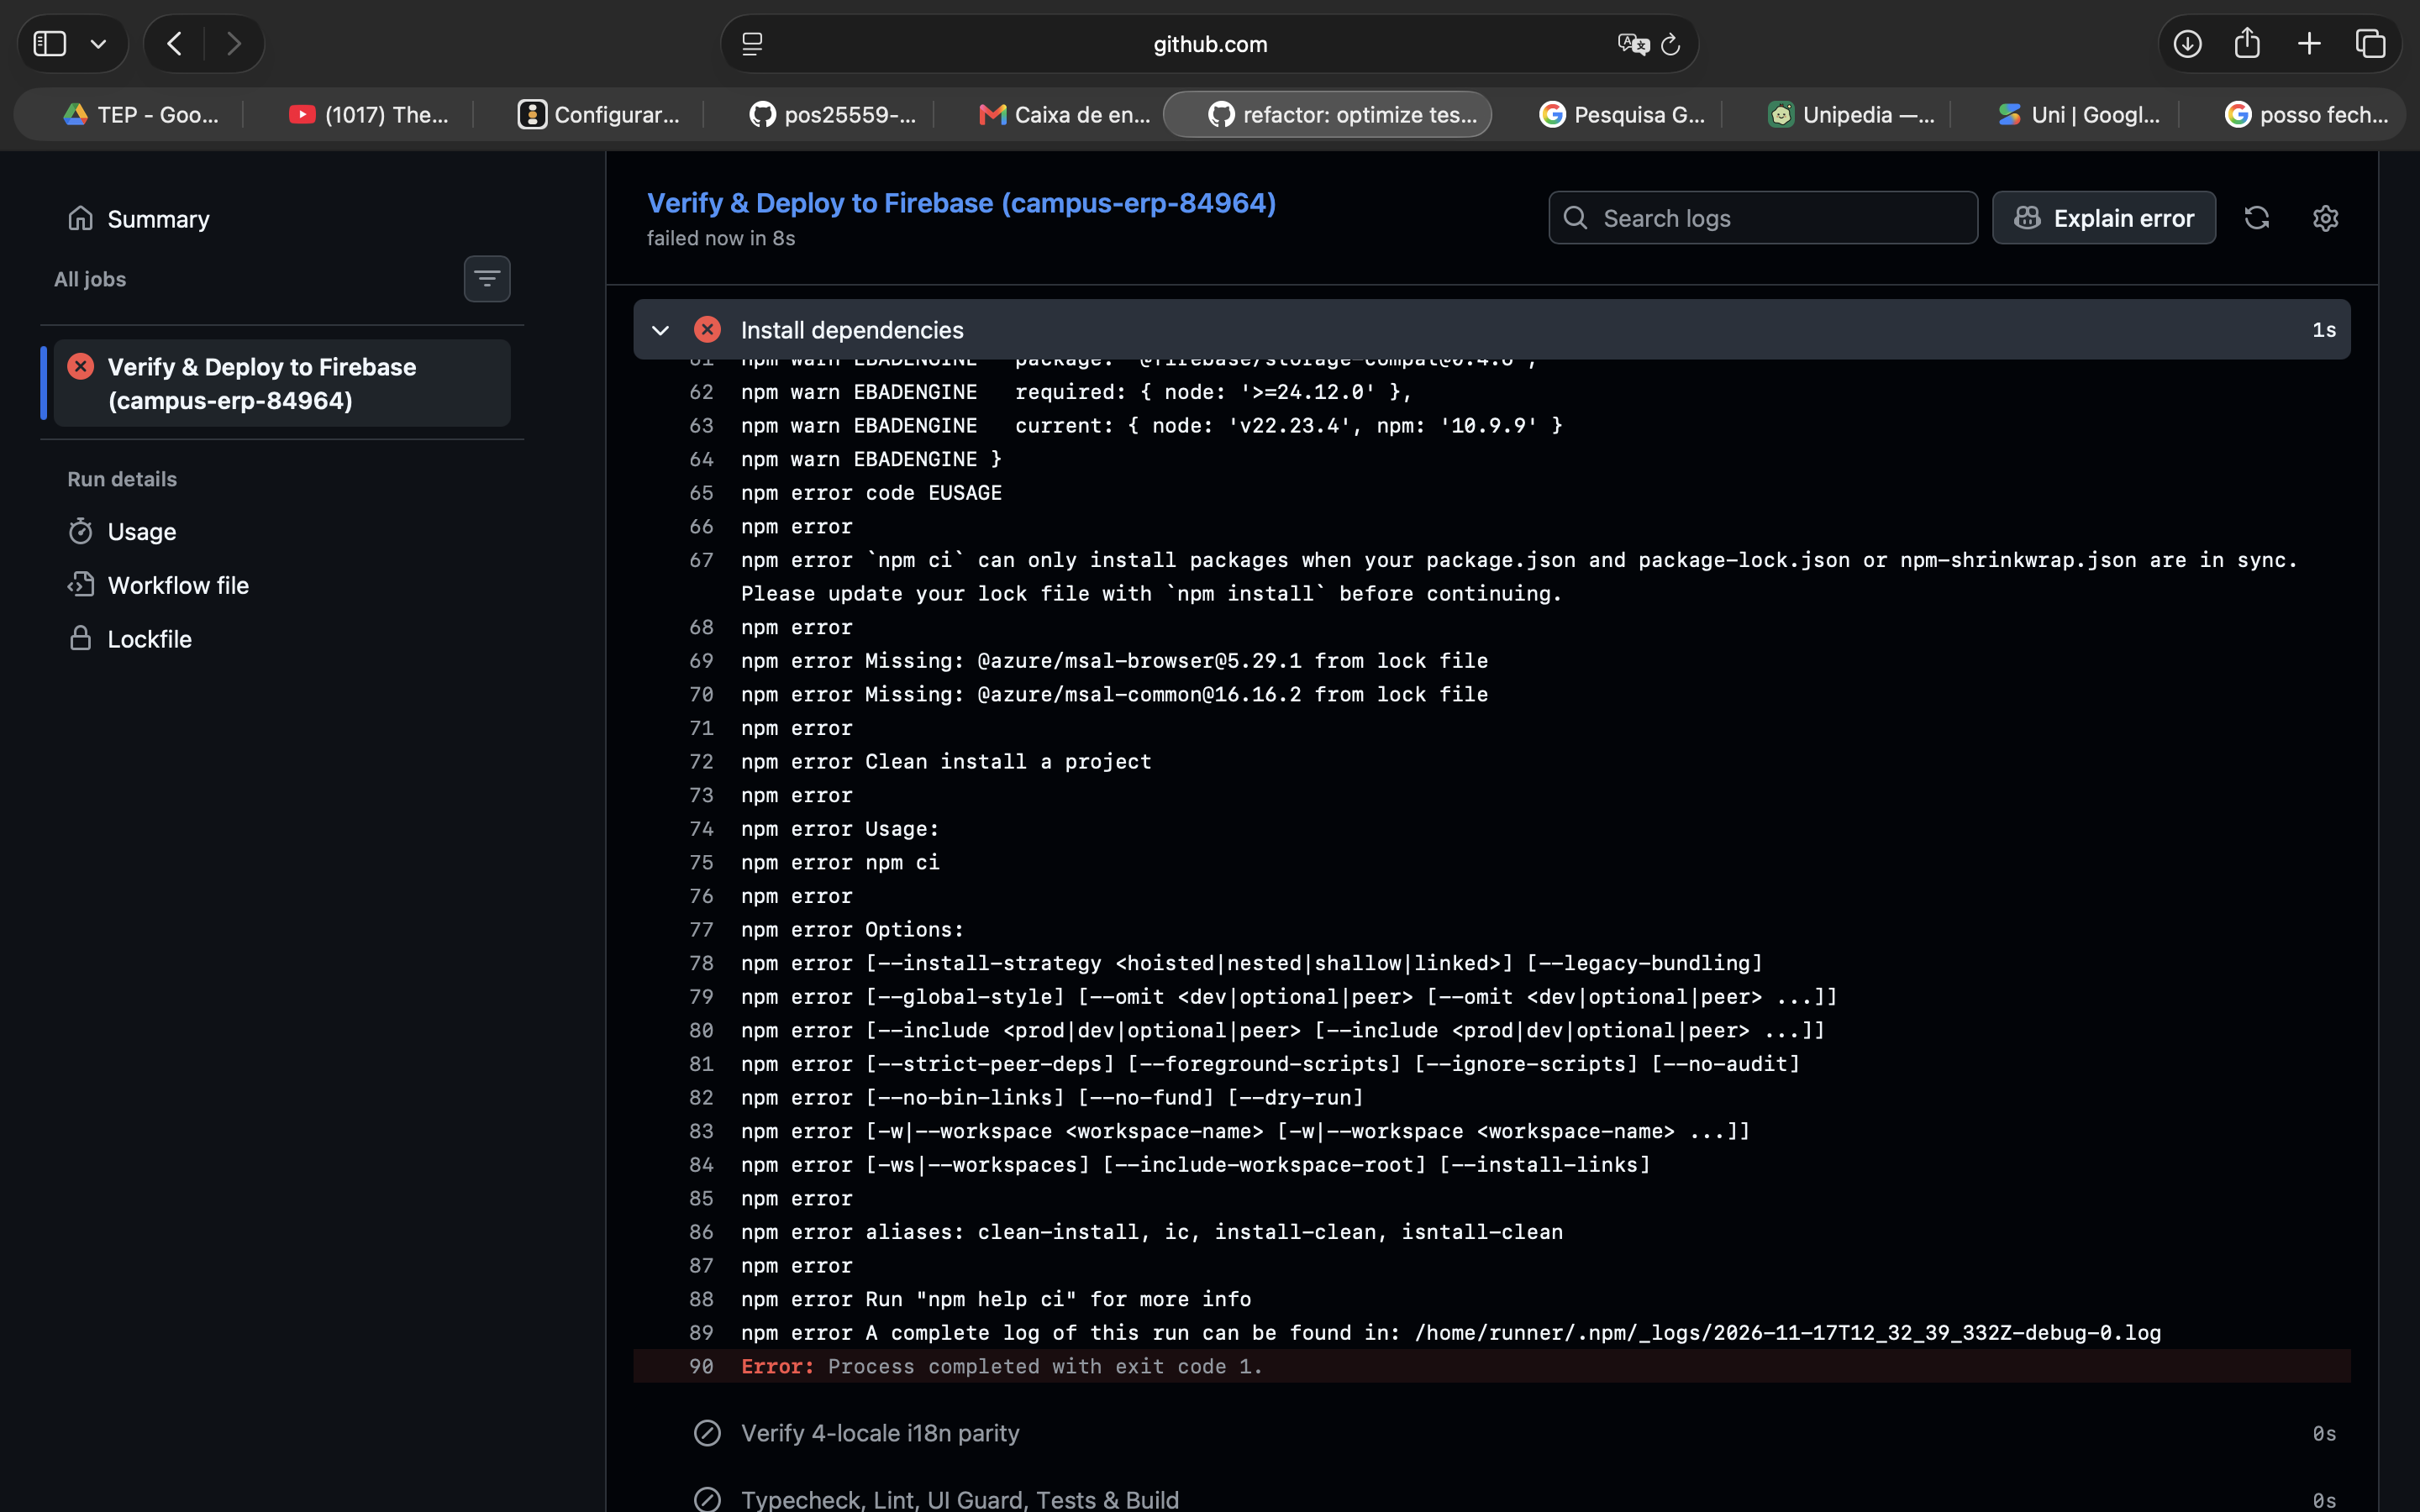 github.com
TEP - Goo...
(1017) The...
Configurar...
pos25559-...
Caixa de en...
refactor: optimize tes...
Pesquisa G...
Unipedia —...
Uni | Googl...
posso fech...
Summary
All jobs
Verify & Deploy to Firebase
(campus-erp-84964)
Run details
Usage
Workflow file
Lockfile
Verify & Deploy to Firebase (campus-erp-84964)
failed now in 8s
Search logs
Explain error
Install dependencies 1s
61 npm warn EBADENGINE   package: '@firebase/storage-compat@0.4.6',
62 npm warn EBADENGINE   required: { node: '>=24.12.0' },
63 npm warn EBADENGINE   current: { node: 'v22.23.4', npm: '10.9.9' }
64 npm warn EBADENGINE }
65 npm error code EUSAGE
66 npm error
67 npm error `npm ci` can only install packages when your package.json and package-lock.json or npm-shrinkwrap.json are in sync.
Please update your lock file with `npm install` before continuing.
68 npm error
69 npm error Missing: @azure/msal-browser@5.29.1 from lock file
70 npm error Missing: @azure/msal-common@16.16.2 from lock file
71 npm error
72 npm error Clean install a project
73 npm error
74 npm error Usage:
75 npm error npm ci
76 npm error
77 npm error Options:
78 npm error [--install-strategy <hoisted|nested|shallow|linked>] [--legacy-bundling]
79 npm error [--global-style] [--omit <dev|optional|peer> [--omit <dev|optional|peer> ...]]
80 npm error [--include <prod|dev|optional|peer> [--include <prod|dev|optional|peer> ...]]
81 npm error [--strict-peer-deps] [--foreground-scripts] [--ignore-scripts] [--no-audit]
82 npm error [--no-bin-links] [--no-fund] [--dry-run]
83 npm error [-w|--workspace <workspace-name> [-w|--workspace <workspace-name> ...]]
84 npm error [-ws|--workspaces] [--include-workspace-root] [--install-links]
85 npm error
86 npm error aliases: clean-install, ic, install-clean, isntall-clean
87 npm error
88 npm error Run "npm help ci" for more info
89 npm error A complete log of this run can be found in: /home/runner/.npm/_logs/2026-11-17T12_32_39_332Z-debug-0.log
90 Error: Process completed with exit code 1.
Verify 4-locale i18n parity 0s
Typecheck, Lint, UI Guard, Tests & Build 0s